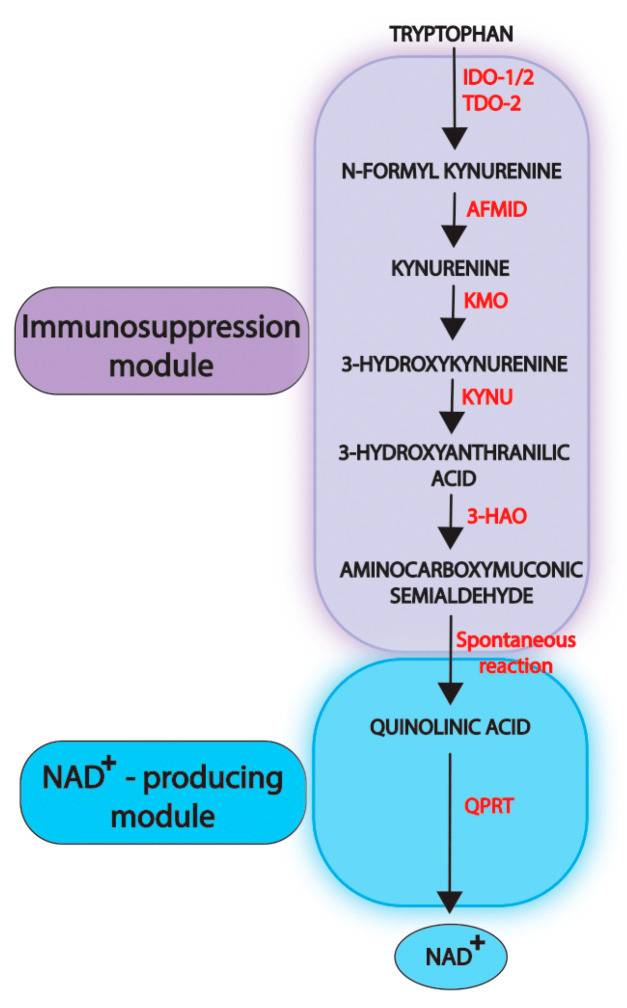 TRYPTOPHAN
IDO-1/2
TDO-2
N-FORMYL KYNURENINE
AFMID
KYNURENINE
KMO
Immunosuppression
module
3-HYDROXYKYNURENINE
KYNU
3-HYDROXYANTHRANILIC
ACID
3-HAO
AMINOCARBOXYMUCONIC
SEMIALDEHYDE
Spontaneous
reaction
QUINOLINIC ACID
NAD+ - producing
module
QPRT
NAD+